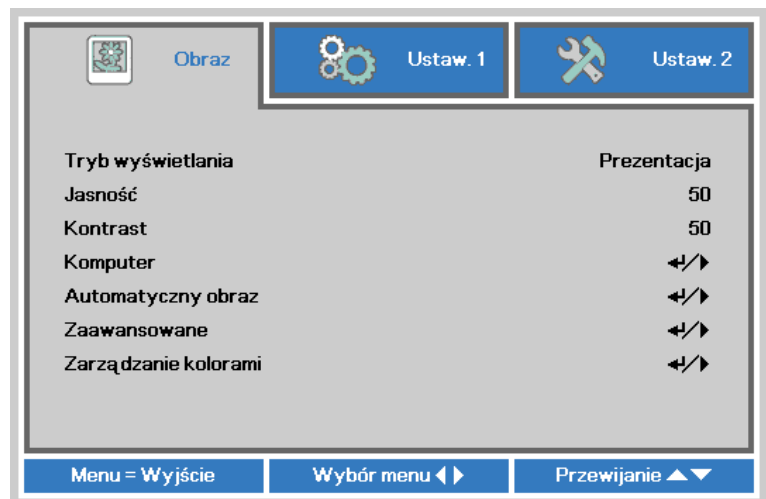 Obraz
Ustaw. 1
Ustaw. 2
Tryb wyświetlania Prezentacja
Jasność 50
Kontrast 50
Komputer ↵/▶
Automatyczny obraz ↵/▶
Zaawansowane ↵/▶
Zarządzanie kolorami ↵/▶
Menu = Wyjście
Wybór menu ◀ ▶
Przewijanie ▲▼